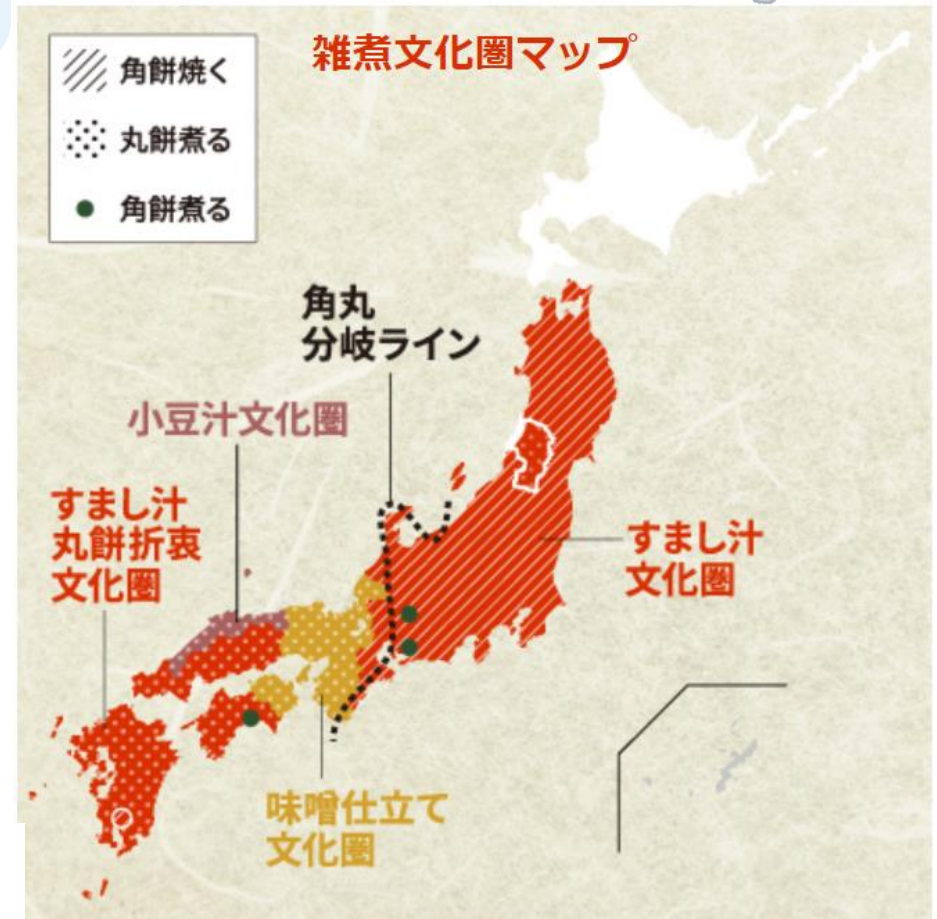 雑煮文化圏マップ
角餅焼く
丸餅煮る
角餅煮る
角丸
分岐ライン
小豆汁文化圏
すまし汁
丸餅折衷
文化圏
すまし汁
文化圏
味噌仕立て
文化圏